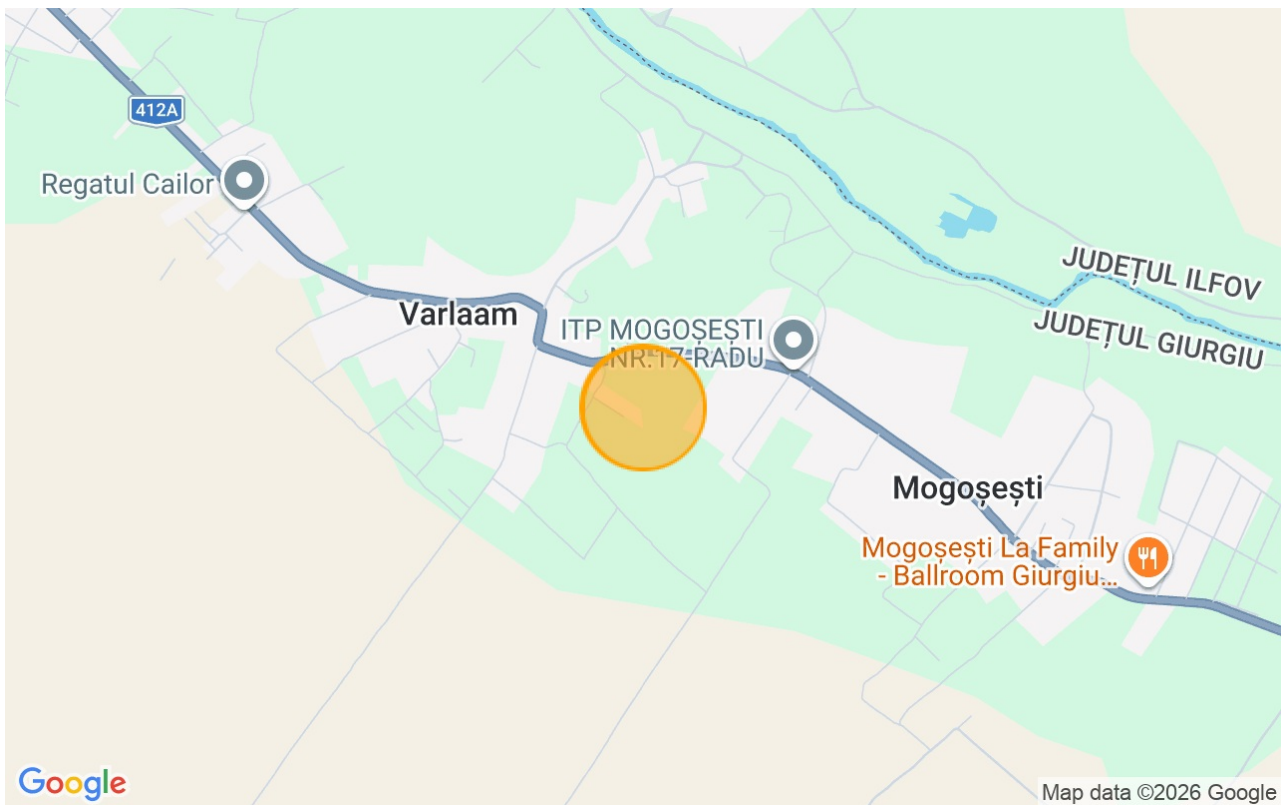 412A
Regatul Cailor
JUDEȚUL ILFOV
Varlaam
ITP MOGOȘEȘTI
NR.17-RADU
JUDEȚUL GIURGIU
Mogoșești
Mogoșești La Family
- Ballroom Giurgiu...
Google
Map data ©2026 Google